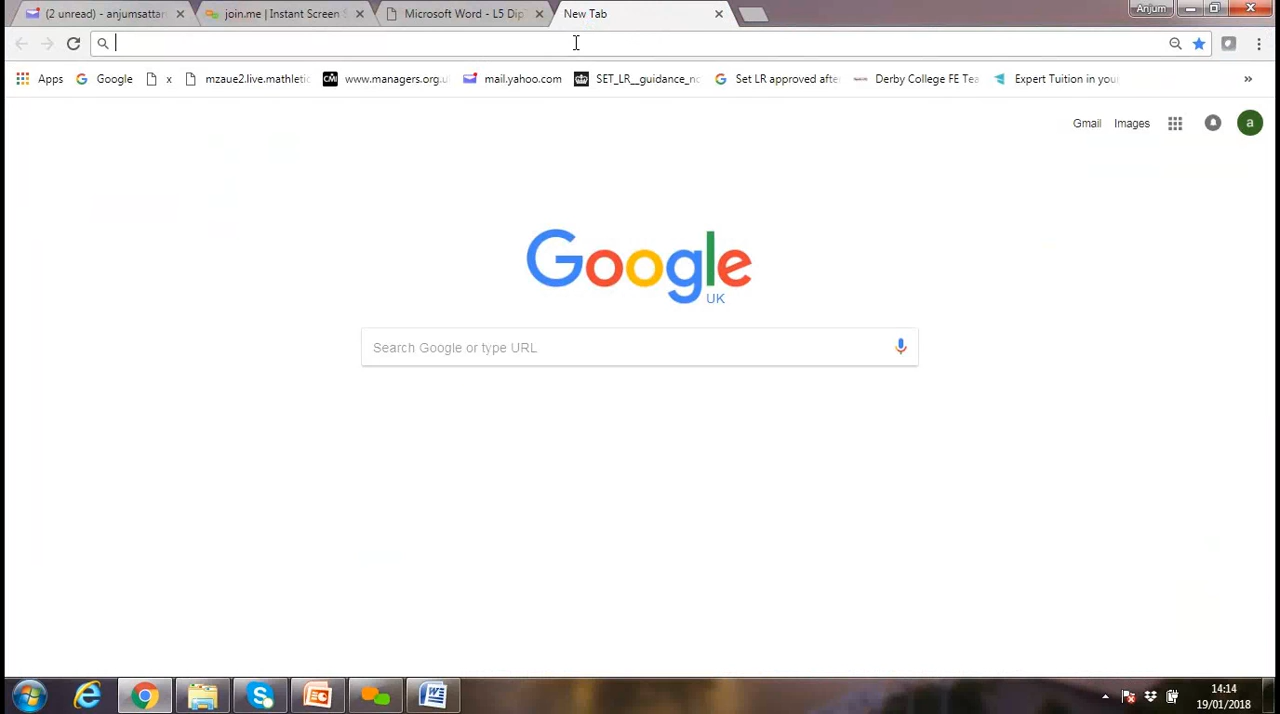 (2 unread) - anjumsattar
join.me | Instant Screen S
Microsoft Word - L5 Dip
New Tab
Anjum
Apps
Google
x
mzaue2.live.mathletic
www.managers.org.u
mail.yahoo.com
SET_LR__guidance_no
Set LR approved afte
Derby College FE Tea
Expert Tuition in your
»
Gmail
Images
a
Google
UK
Search Google or type URL
14:14
19/01/2018